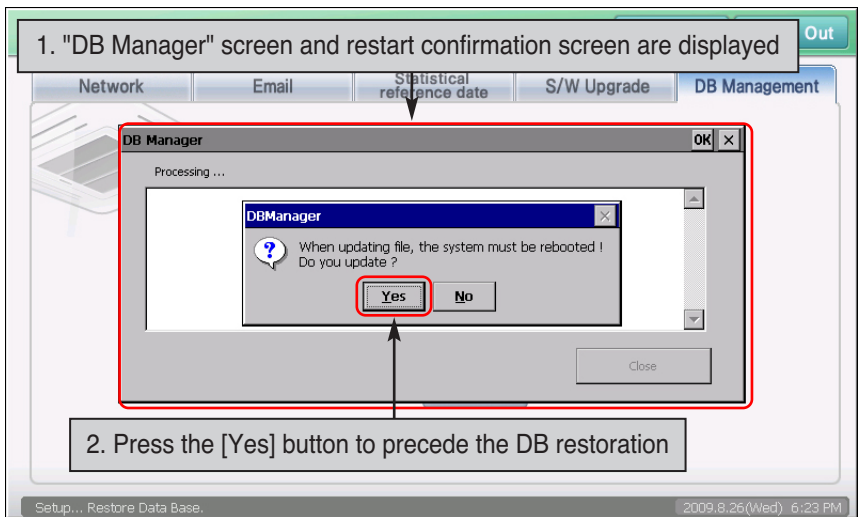 1. "DB Manager" screen and restart confirmation screen are displayed
Out
Network
Email
Statistical
reference date
S/W Upgrade
DB Management
DB Manager
OK
Processing ...
DBManager
When updating file, the system must be rebooted !
Do you update ?
Yes
No
Close
2. Press the [Yes] button to precede the DB restoration
Setup... Restore Data Base.
2009.8.26(Wed) 6:23 PM